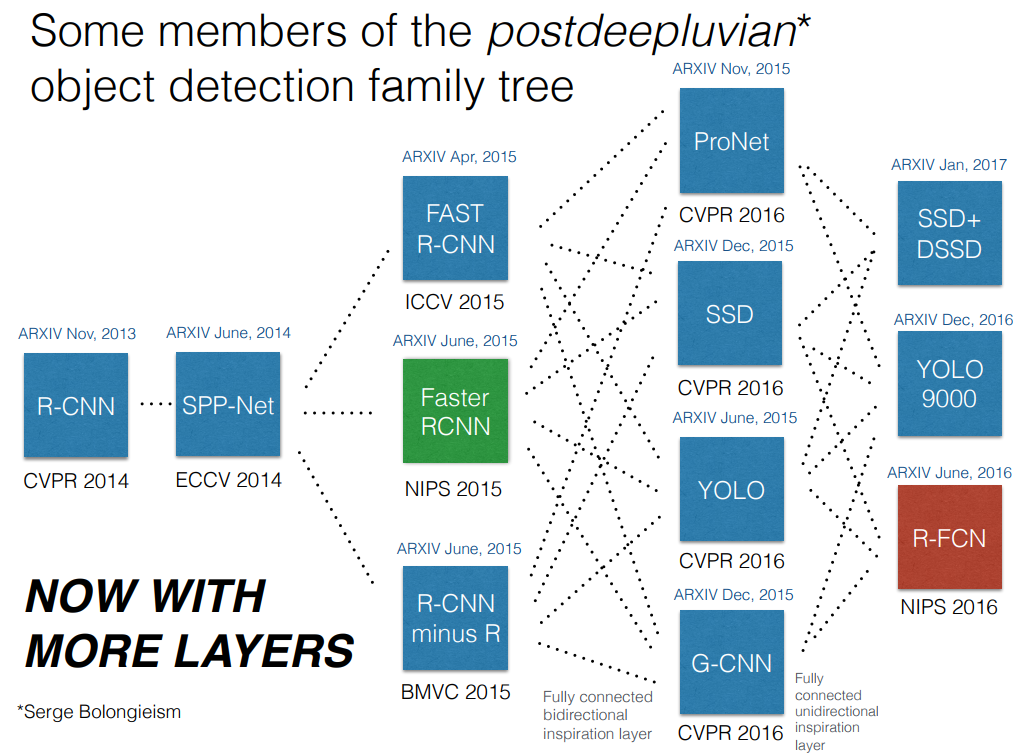 Some members of the postdeepluvian*
object detection family tree
ARXIV Nov, 2013
R-CNN
CVPR 2014
ARXIV June, 2014
SPP-Net
ECCV 2014
ARXIV Apr, 2015
FAST
R-CNN
ICCV 2015
ARXIV June, 2015
Faster
RCNN
NIPS 2015
ARXIV June, 2015
R-CNN
minus R
BMVC 2015
ARXIV Nov, 2015
ProNet
CVPR 2016
ARXIV Dec, 2015
SSD
CVPR 2016
ARXIV June, 2015
YOLO
CVPR 2016
ARXIV Dec, 2015
G-CNN
CVPR 2016
ARXIV Jan, 2017
SSD+
DSSD
ARXIV Dec, 2016
YOLO
9000
ARXIV June, 2016
R-FCN
NIPS 2016
NOW WITH
MORE LAYERS
*Serge Bolongieism
Fully connected
bidirectional
inspiration layer
Fully
connected
unidirectional
inspiration
layer